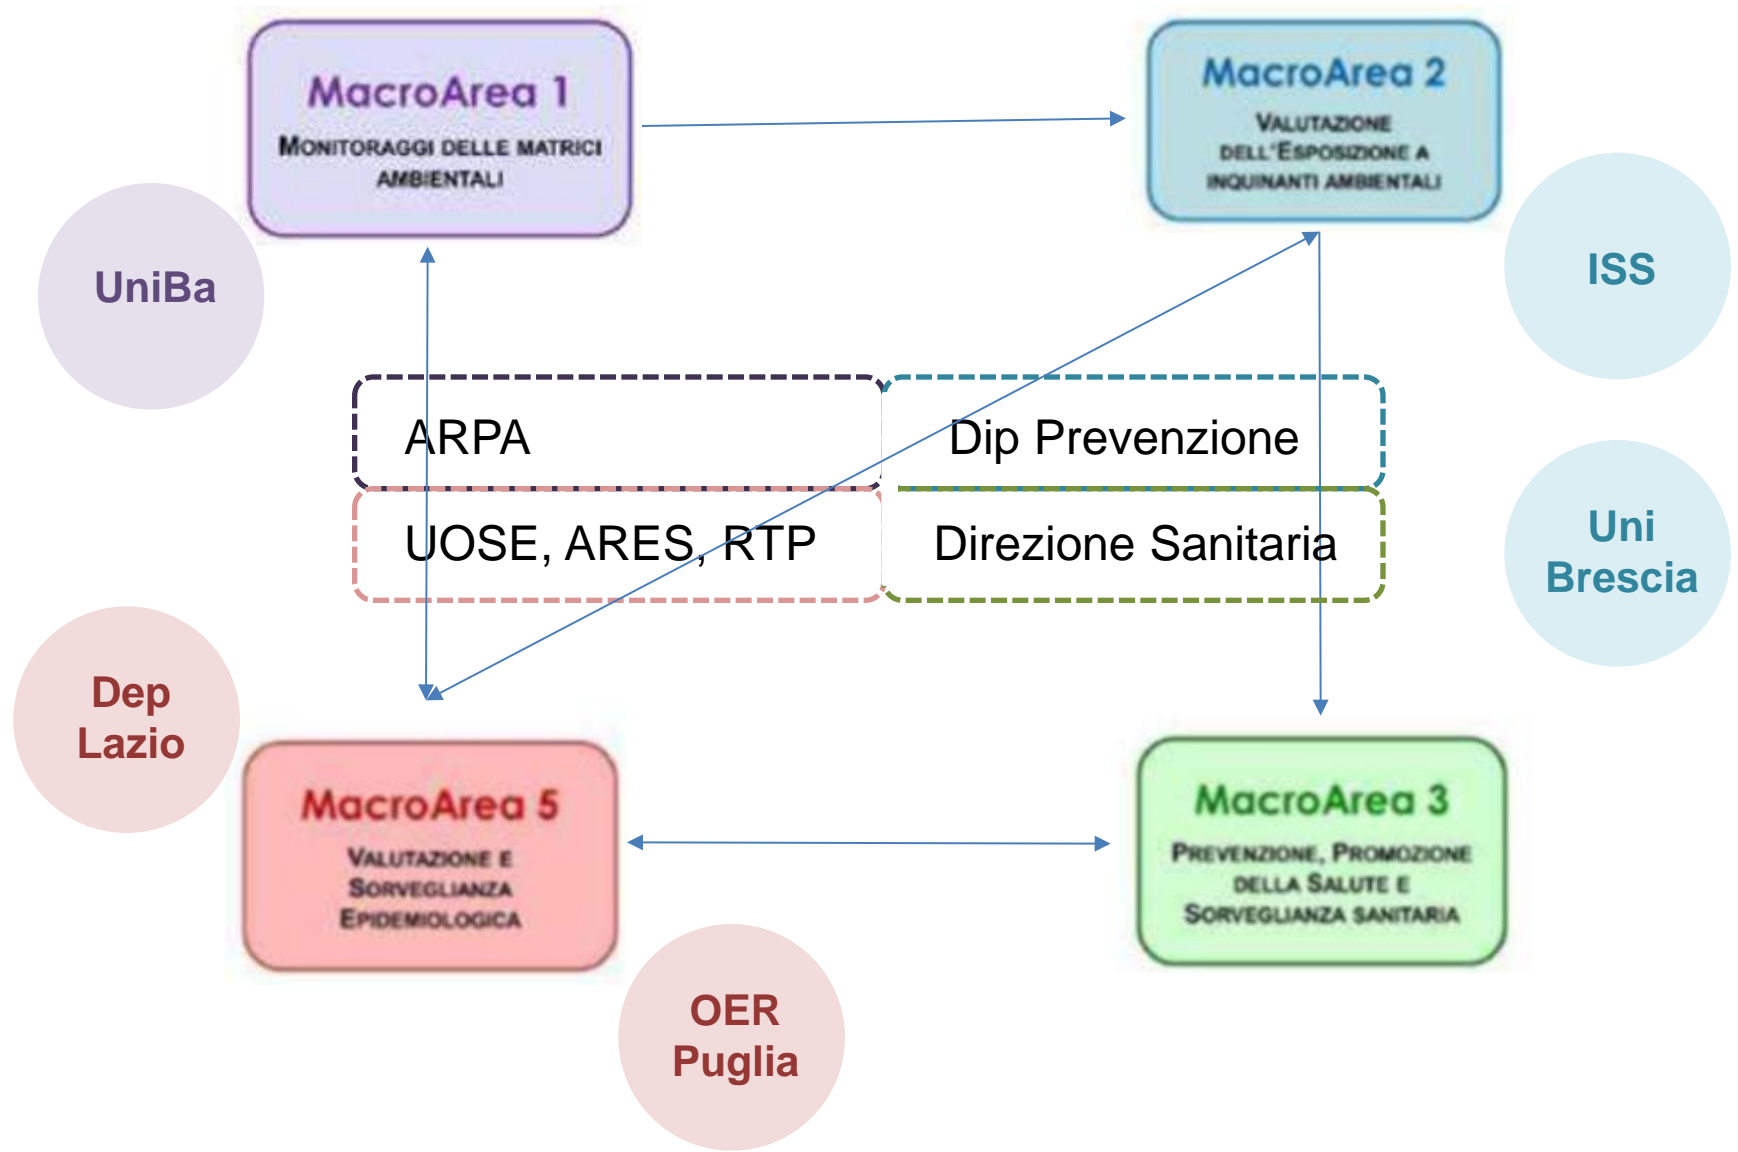 MacroArea 1
MONITORAGGI DELLE MATRICI
AMBIENTALI
MacroArea 2
VALUTAZIONE
DELL'ESPOSIZIONE A
INQUINANTI AMBIENTALI
UniBa
ISS
ARPA
Dip Prevenzione
UOSE, ARES, RTP
Direzione Sanitaria
Uni
Brescia
Dep
Lazio
MacroArea 5
VALUTAZIONE E
SORVEGLIANZA
EPIDEMIOLOGICA
MacroArea 3
PREVENZIONE, PROMOZIONE
DELLA SALUTE E
SORVEGLIANZA SANITARIA
OER
Puglia